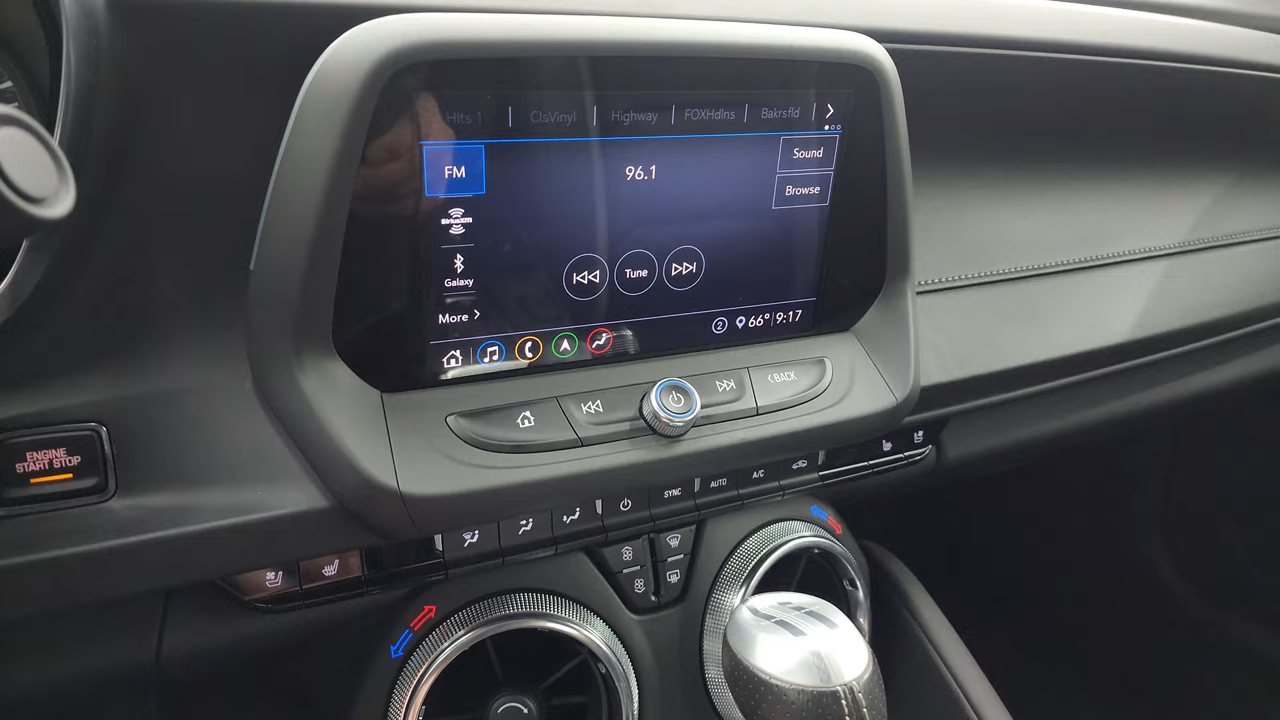 Hits 1 ClsVinyl Highway FOXHdlns Bakrsfld
FM
96.1
Sound
Browse
SiriusXM
Galaxy
Tune
More
2 66° 9:17
BACK
ENGINE
START STOP
SYNC AUTO A/C